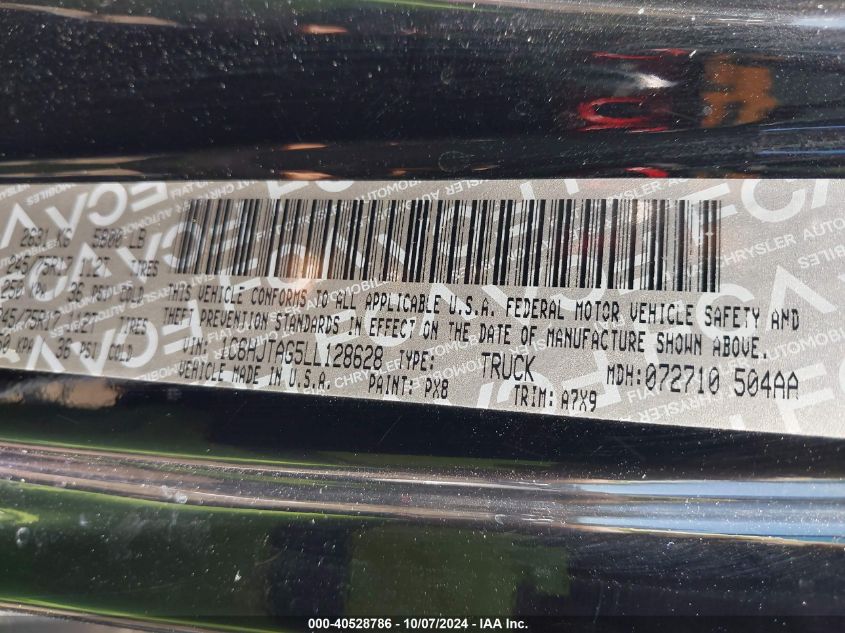 2631 KG 5800 LB
245/75R17 112T TIRES
250 KPA 36 PSI COLD
245/75R17 112T TIRES
250 KPA 36 PSI COLD
THIS VEHICLE CONFORMS TO ALL APPLICABLE U.S.A. FEDERAL MOTOR VEHICLE SAFETY AND
THEFT PREVENTION STANDARDS IN EFFECT ON THE DATE OF MANUFACTURE SHOWN ABOVE.
VIN: 1C6HJTAG5LL128628 TYPE: TRUCK MDH:072710 504AA
VEHICLE MADE IN U.S.A. PAINT: PX8 TRIM: A7X9
000-40528786 - 10/07/2024 - IAA Inc.